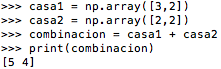 >>> casa1 = np.array([3,2])
>>> casa2 = np.array([2,2])
>>> combinacion = casa1 + casa2
>>> print(combinacion)
[5 4]